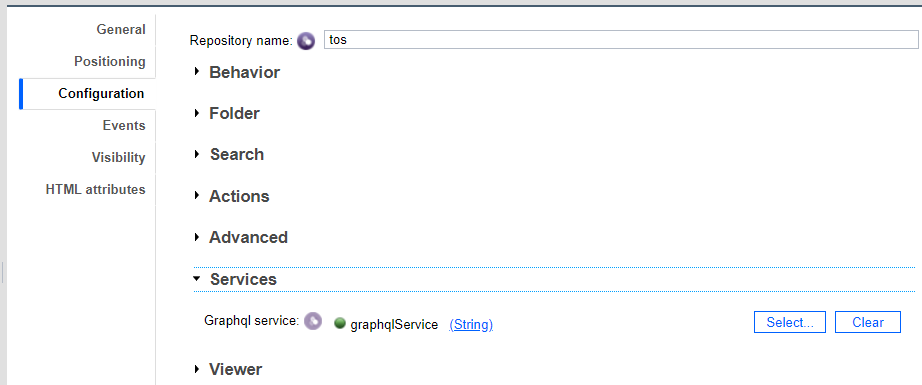 General
Positioning
Configuration
Events
Visibility
HTML attributes
Repository name: tos
Behavior
Folder
Search
Actions
Advanced
Services
Graphql service: graphqlService (String) Select... Clear
Viewer